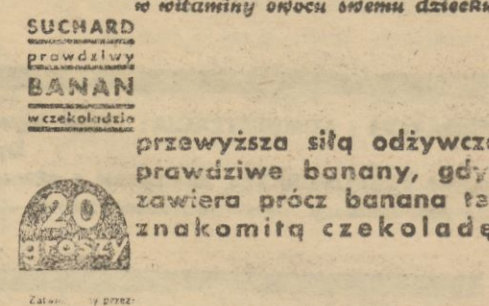 w witaminy owocu swemu dziecku
SUCHARD
prawdziwy
BANAN
w czekoladzie
przewyższa siłą odżywczą
prawdziwe banany, gdy
zawiera prócz banana te
znakomitą czekoladę
20
groszy